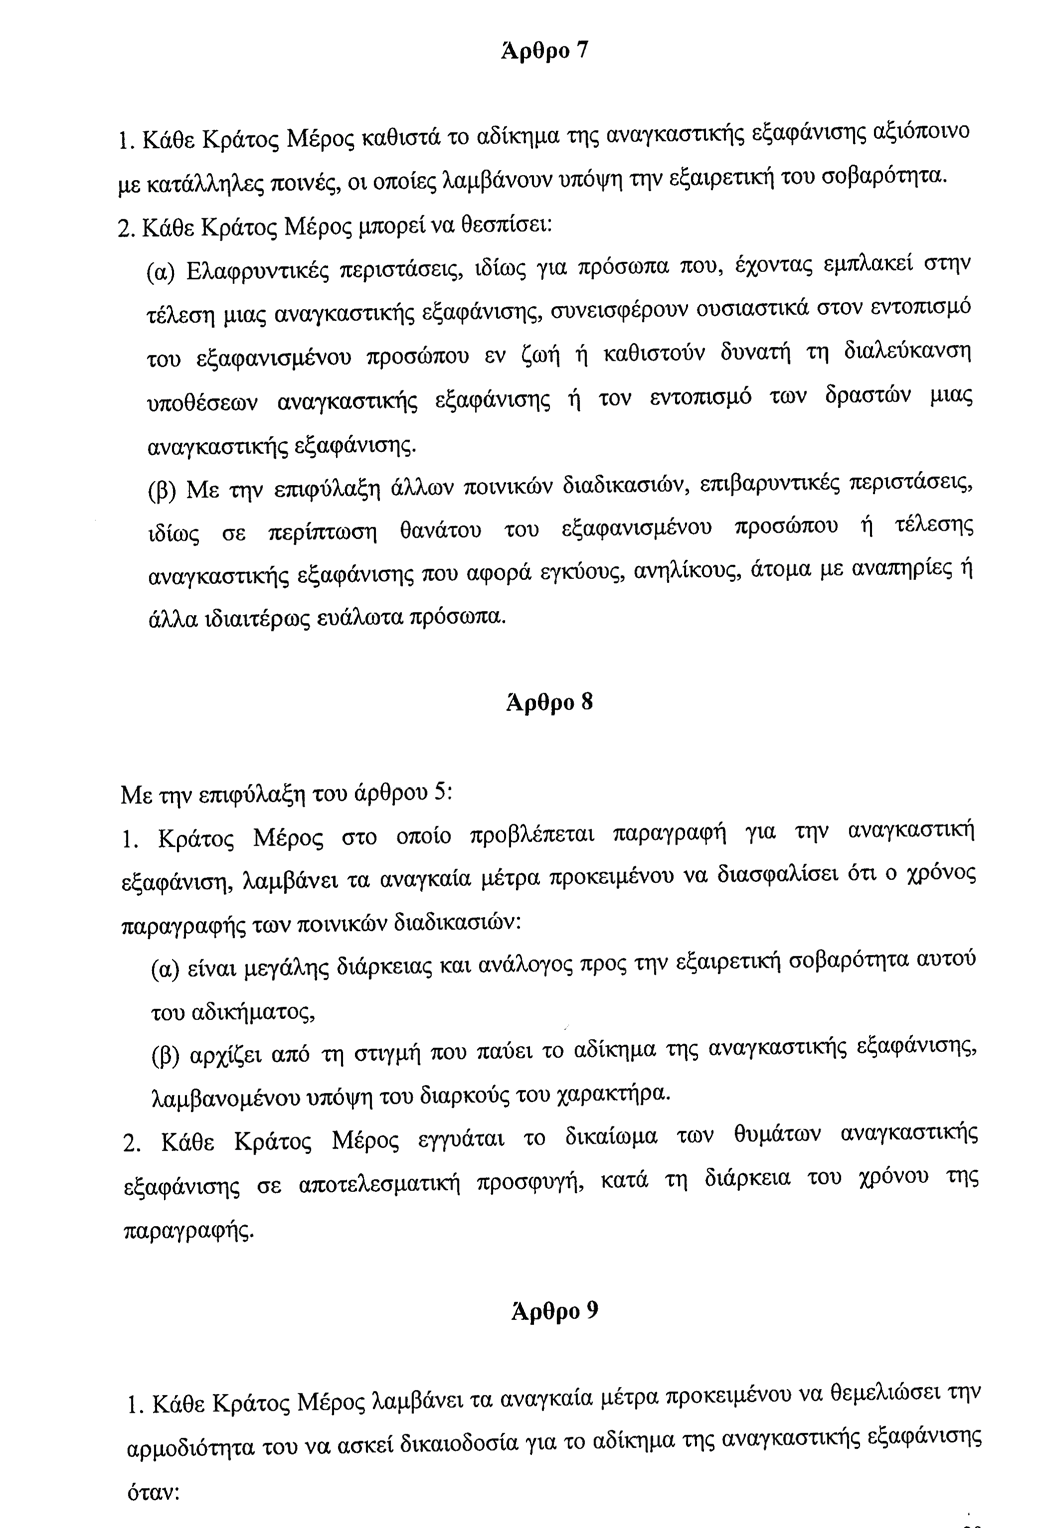 Άρθρο 7
1. Κάθε Κράτος Μέρος καθιστά το αδίκημα της αναγκαστικής εξαφάνισης αξιόποινο
με κατάλληλες ποινές, οι οποίες λαμβάνουν υπόψη την εξαιρετική του σοβαρότητα.
2. Κάθε Κράτος Μέρος μπορεί να θεσπίσει:
(α) Ελαφρυντικές περιστάσεις, ιδίως για πρόσωπα που, έχοντας εμπλακεί στην
τέλεση μιας αναγκαστικής εξαφάνισης, συνεισφέρουν ουσιαστικά στον εντοπισμό
του εξαφανισμένου προσώπου εν ζωή ή καθιστούν δυνατή τη διαλεύκανση
υποθέσεων αναγκαστικής εξαφάνισης ή τον εντοπισμό των δραστών μιας
αναγκαστικής εξαφάνισης.
(β) Με την επιφύλαξη άλλων ποινικών διαδικασιών, επιβαρυντικές περιστάσεις,
ιδίως σε περίπτωση θανάτου του εξαφανισμένου προσώπου ή τέλεσης
αναγκαστικής εξαφάνισης που αφορά εγκύους, ανηλίκους, άτομα με αναπηρίες ή
άλλα ιδιαιτέρως ευάλωτα πρόσωπα.
Άρθρο 8
Με την επιφύλαξη του άρθρου 5:
1. Κράτος Μέρος στο οποίο προβλέπεται παραγραφή για την αναγκαστική
εξαφάνιση, λαμβάνει τα αναγκαία μέτρα προκειμένου να διασφαλίσει ότι ο χρόνος
παραγραφής των ποινικών διαδικασιών:
(α) είναι μεγάλης διάρκειας και ανάλογος προς την εξαιρετική σοβαρότητα αυτού
του αδικήματος,
(β) αρχίζει από τη στιγμή που παύει το αδίκημα της αναγκαστικής εξαφάνισης,
λαμβανομένου υπόψη του διαρκούς του χαρακτήρα.
2. Κάθε Κράτος Μέρος εγγυάται το δικαίωμα των θυμάτων αναγκαστικής
εξαφάνισης σε αποτελεσματική προσφυγή, κατά τη διάρκεια του χρόνου της
παραγραφής.
Άρθρο 9
1. Κάθε Κράτος Μέρος λαμβάνει τα αναγκαία μέτρα προκειμένου να θεμελιώσει την
αρμοδιότητα του να ασκεί δικαιοδοσία για το αδίκημα της αναγκαστικής εξαφάνισης
όταν: